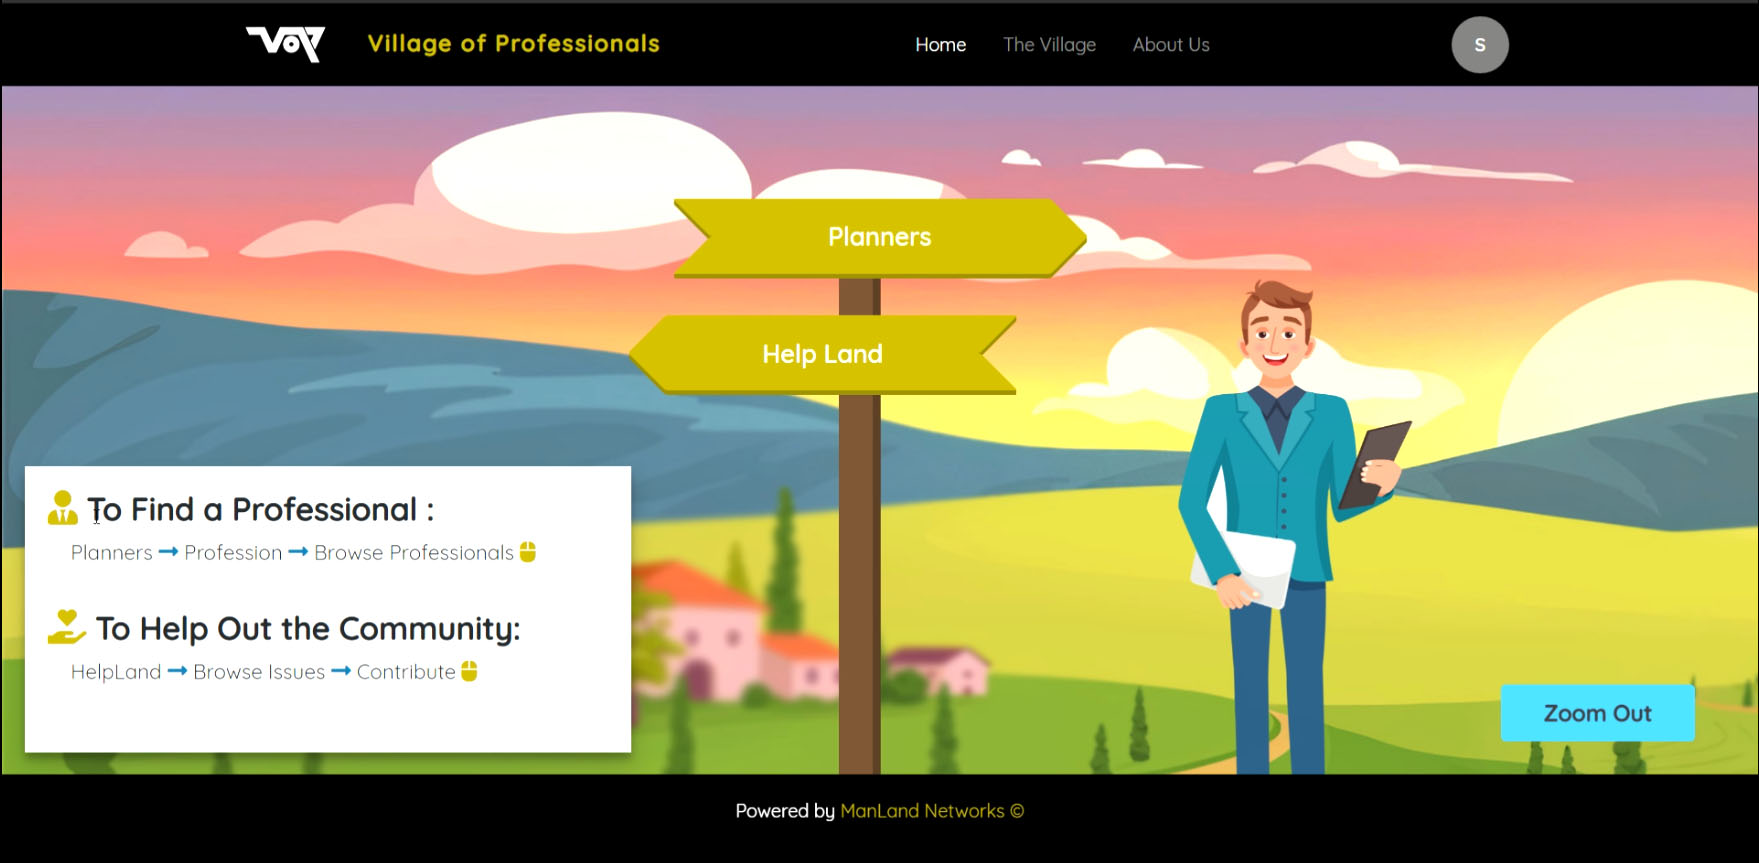 VOP Village of Professionals Home The Village About Us S
Planners
Help Land
To Find a Professional :
Planners → Profession → Browse Professionals
To Help Out the Community:
HelpLand → Browse Issues → Contribute
Zoom Out
Powered by ManLand Networks ©